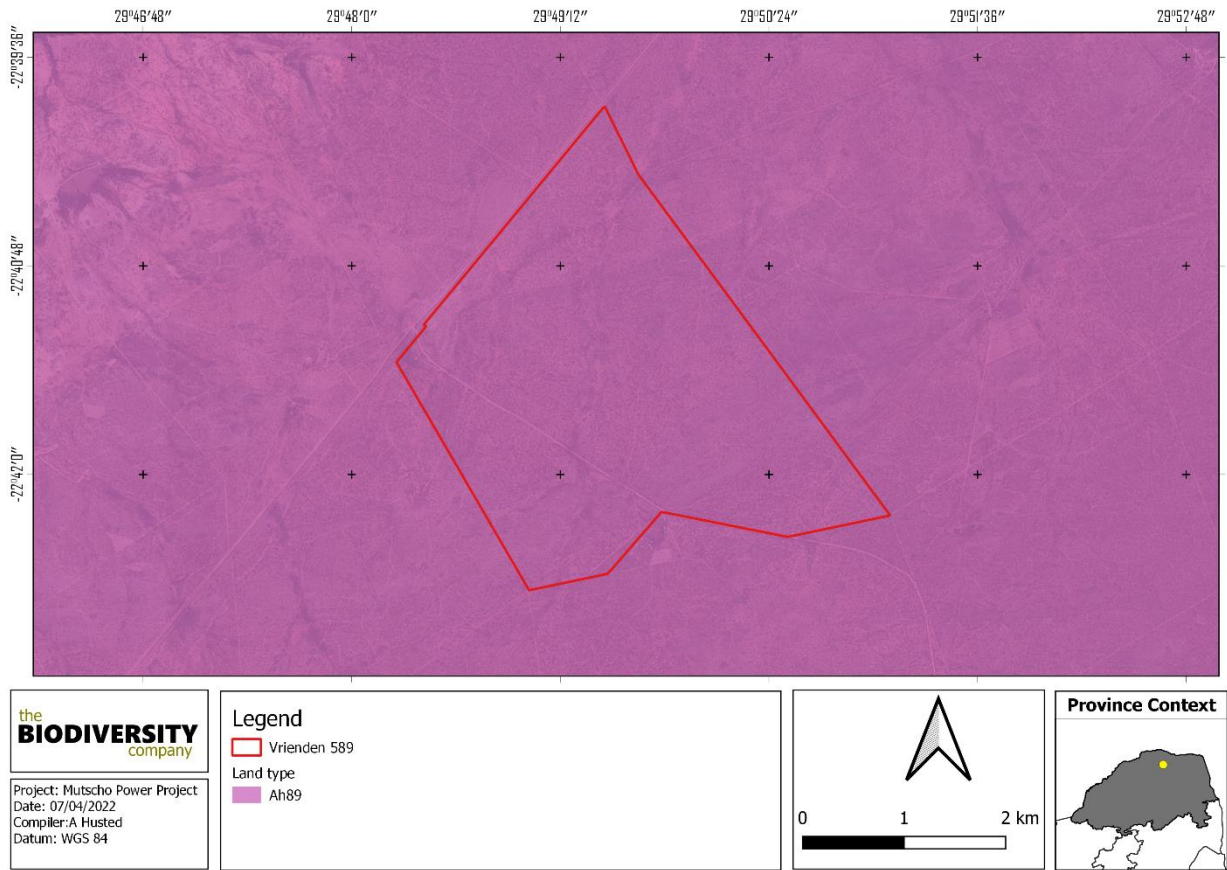 29°46'48" 29°48'0" 29°49'12" 29°50'24" 29°51'36" 29°52'48"
-22°39'36"
-22°40'48"
-22°42'0"
the
BIODIVERSITY
company
Project: Mutscho Power Project
Date: 07/04/2022
Compiler:A Husted
Datum: WGS 84
Legend
Vrienden 589
Land type
Ah89
0 1 2 km
Province Context